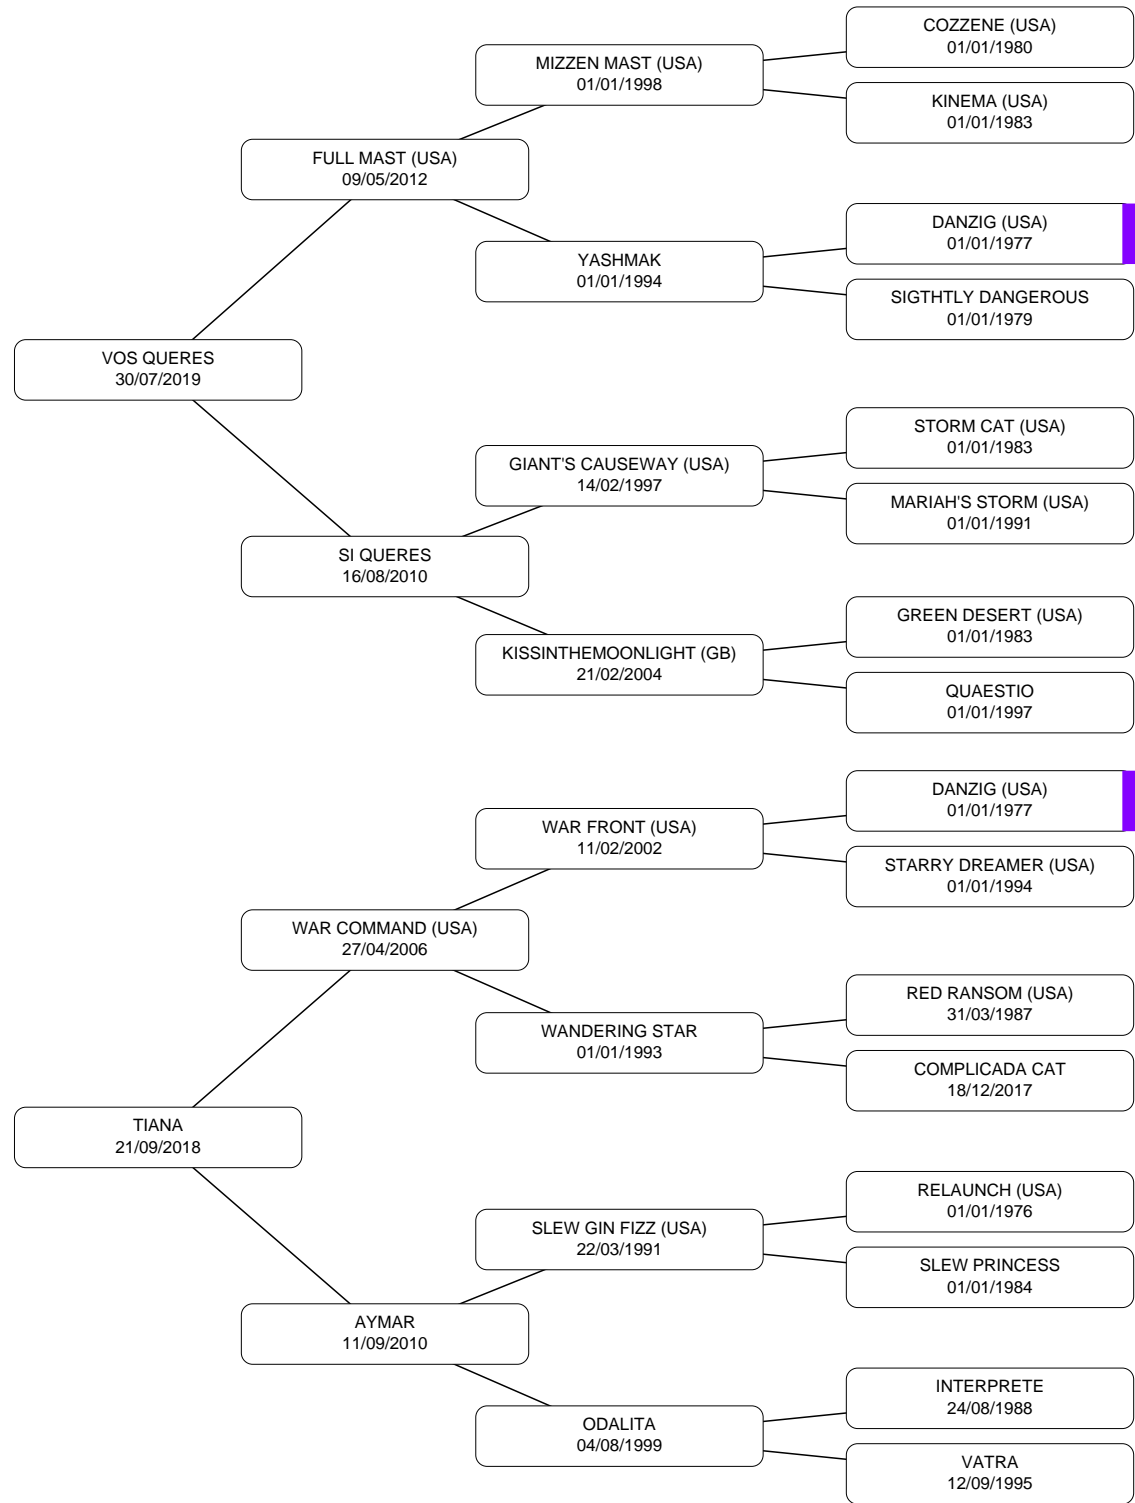 COZZENE (USA)
01/01/1980
MIZZEN MAST (USA)
01/01/1998
KINEMA (USA)
01/01/1983
FULL MAST (USA)
09/05/2012
DANZIG (USA)
01/01/1977
YASHMAK
01/01/1994
SIGTHTLY DANGEROUS
01/01/1979
VOS QUERES
30/07/2019
STORM CAT (USA)
01/01/1983
GIANT'S CAUSEWAY (USA)
14/02/1997
MARIAH'S STORM (USA)
01/01/1991
SI QUERES
16/08/2010
GREEN DESERT (USA)
01/01/1983
KISSINTHEMOONLIGHT (GB)
21/02/2004
QUAESTIO
01/01/1997
DANZIG (USA)
01/01/1977
WAR FRONT (USA)
11/02/2002
STARRY DREAMER (USA)
01/01/1994
WAR COMMAND (USA)
27/04/2006
RED RANSOM (USA)
31/03/1987
WANDERING STAR
01/01/1993
COMPLICADA CAT
18/12/2017
TIANA
21/09/2018
RELAUNCH (USA)
01/01/1976
SLEW GIN FIZZ (USA)
22/03/1991
SLEW PRINCESS
01/01/1984
AYMAR
11/09/2010
INTERPRETE
24/08/1988
ODALITA
04/08/1999
VATRA
12/09/1995